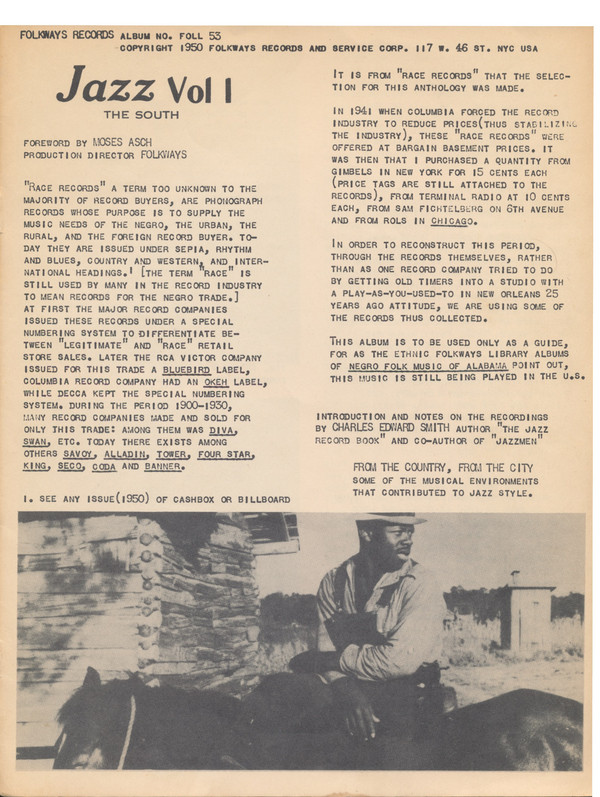 FOLKWAYS RECORDS ALBUM NO. FOLL 53
COPYRIGHT 1950 FOLKWAYS RECORDS AND SERVICE CORP. 117 W. 46 ST. NYC USA
Jazz Vol 1
THE SOUTH
FOREWORD BY MOSES ASCH
PRODUCTION DIRECTOR FOLKWAYS
"RACE RECORDS" A TERM TOO UNKNOWN TO THE
MAJORITY OF RECORD BUYERS, ARE PHONOGRAPH
RECORDS WHOSE PURPOSE IS TO SUPPLY THE
MUSIC NEEDS OF THE NEGRO, THE URBAN, THE
RURAL, AND THE FOREIGN RECORD BUYER. TO-
DAY THEY ARE ISSUED UNDER SEPIA, RHYTHM
AND BLUES, COUNTRY AND WESTERN, AND INTER-
NATIONAL HEADINGS.1 [THE TERM "RACE" IS
STILL USED BY MANY IN THE RECORD INDUSTRY
TO MEAN RECORDS FOR THE NEGRO TRADE.]
AT FIRST THE MAJOR RECORD COMPANIES
ISSUED THESE RECORDS UNDER A SPECIAL
NUMBERING SYSTEM TO DIFFERENTIATE BE-
TWEEN "LEGITIMATE" AND "RACE" RETAIL
STORE SALES. LATER THE RCA VICTOR COMPANY
ISSUED FOR THIS TRADE A BLUEBIRD LABEL,
COLUMBIA RECORD COMPANY HAD AN OKEH LABEL,
WHILE DECCA KEPT THE SPECIAL NUMBERING
SYSTEM. DURING THE PERIOD 1900-1930,
MANY RECORD COMPANIES MADE AND SOLD FOR
ONLY THIS TRADE: AMONG THEM WAS DIVA,
SWAN, ETC. TODAY THERE EXISTS AMONG
OTHERS SAVOY, ALLADIN, TOWER, FOUR STAR,
KING, SECO, CODA AND BANNER.
1. SEE ANY ISSUE(1950) OF CASHBOX OR BILLBOARD
IT IS FROM "RACE RECORDS" THAT THE SELEC-
TION FOR THIS ANTHOLOGY WAS MADE.
IN 1941 WHEN COLUMBIA FORCED THE RECORD
INDUSTRY TO REDUCE PRICES(THUS STABILIZING
THE INDUSTRY), THESE "RACE RECORDS" WERE
OFFERED AT BARGAIN BASEMENT PRICES. IT
WAS THEN THAT I PURCHASED A QUANTITY FROM
GIMBELS IN NEW YORK FOR 15 CENTS EACH
(PRICE TAGS ARE STILL ATTACHED TO THE
RECORDS), FROM TERMINAL RADIO AT 10 CENTS
EACH, FROM SAM FICHTELBERG ON 6TH AVENUE
AND FROM ROLS IN CHICAGO.
IN ORDER TO RECONSTRUCT THIS PERIOD,
THROUGH THE RECORDS THEMSELVES, RATHER
THAN AS ONE RECORD COMPANY TRIED TO DO
BY GETTING OLD TIMERS INTO A STUDIO WITH
A PLAY-AS-YOU-USED-TO IN NEW ORLEANS 25
YEARS AGO ATTITUDE, WE ARE USING SOME OF
THE RECORDS THUS COLLECTED.
THIS ALBUM IS TO BE USED ONLY AS A GUIDE,
FOR AS THE ETHNIC FOLKWAYS LIBRARY ALBUMS
OF NEGRO FOLK MUSIC OF ALABAMA POINT OUT,
THIS MUSIC IS STILL BEING PLAYED IN THE U.S.
INTRODUCTION AND NOTES ON THE RECORDINGS
BY CHARLES EDWARD SMITH AUTHOR "THE JAZZ
RECORD BOOK" AND CO-AUTHOR OF "JAZZMEN"
FROM THE COUNTRY, FROM THE CITY
SOME OF THE MUSICAL ENVIRONMENTS
THAT CONTRIBUTED TO JAZZ STYLE.